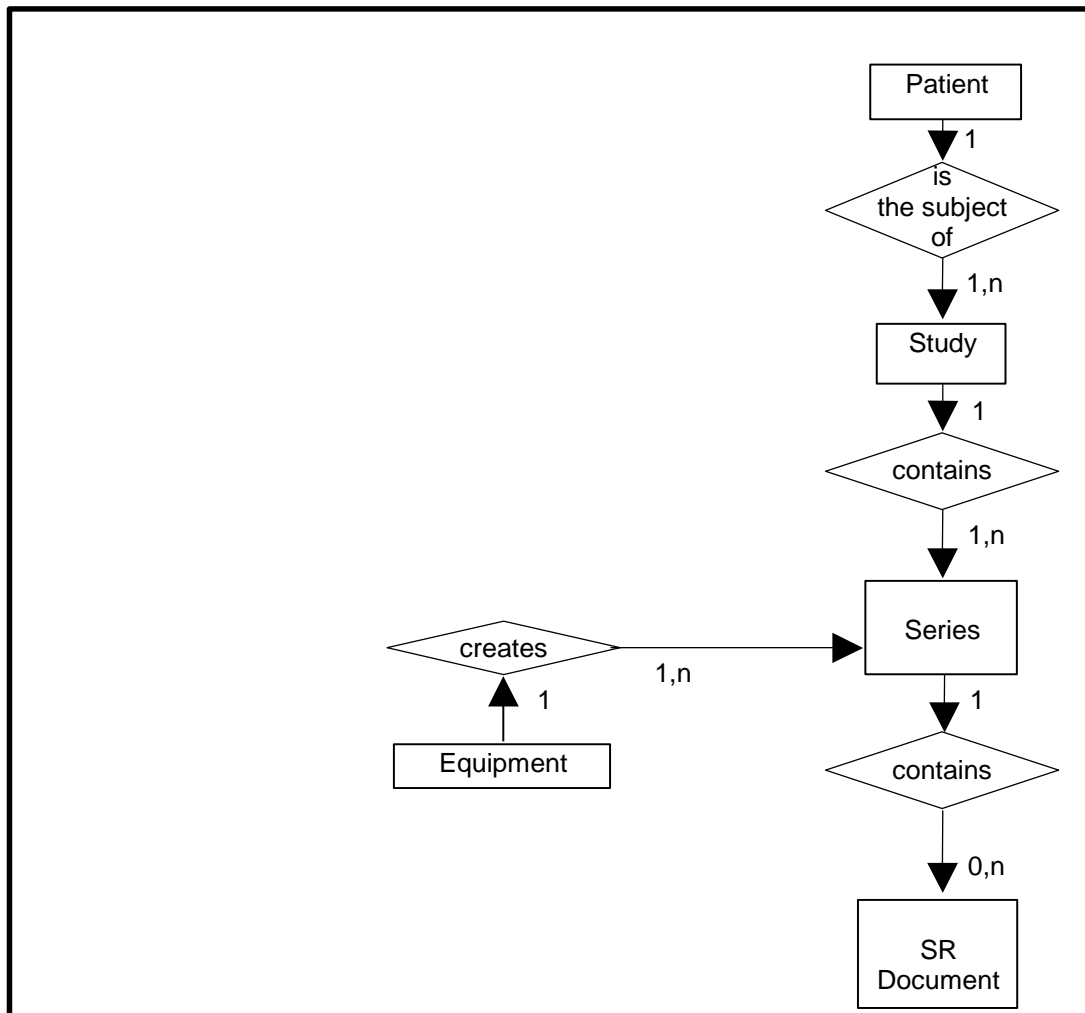 Patient
1
is
the subject
of
1,n
Study
1
contains
1,n
Series
creates
1,n
1
Equipment
1
contains
0,n
SR
Document